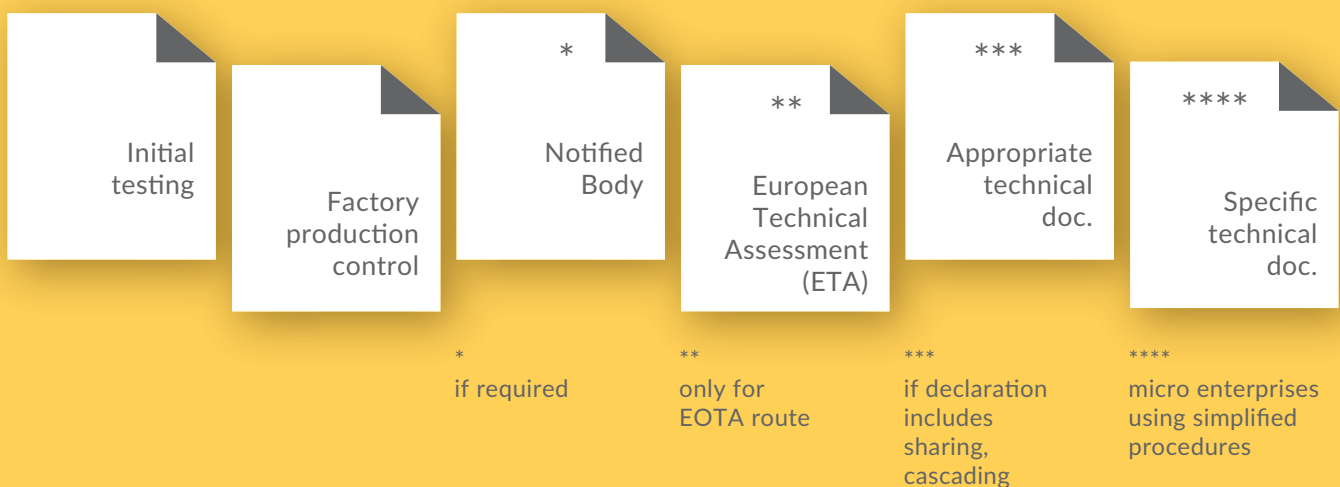 Initial
testing
Factory
production
control
*
Notified
Body
**
European
Technical
Assessment
(ETA)
***
Appropriate
technical
doc.
****
Specific
technical
doc.
*
if required
**
only for
EOTA route
***
if declaration
includes
sharing,
cascading
****
micro enterprises
using simplified
procedures